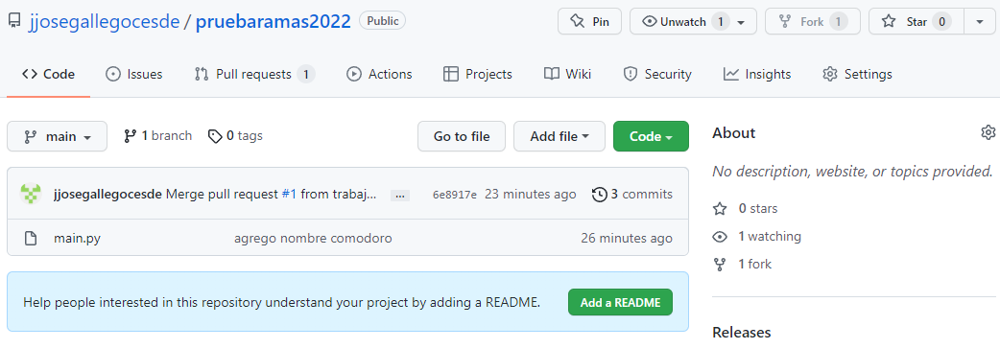 jjosegallegocesde / pruebaramas2022 Public Pin Unwatch 1 Fork 1 Star 0
Code Issues Pull requests 1 Actions Projects Wiki Security Insights Settings
main 1 branch 0 tags Go to file Add file Code
About
No description, website, or topics provided.
jjosegallegocesde Merge pull request #1 from trabaj... ... 6e8917e 23 minutes ago 3 commits
0 stars
main.py agrego nombre comodoro 26 minutes ago
1 watching
1 fork
Help people interested in this repository understand your project by adding a README. Add a README
Releases